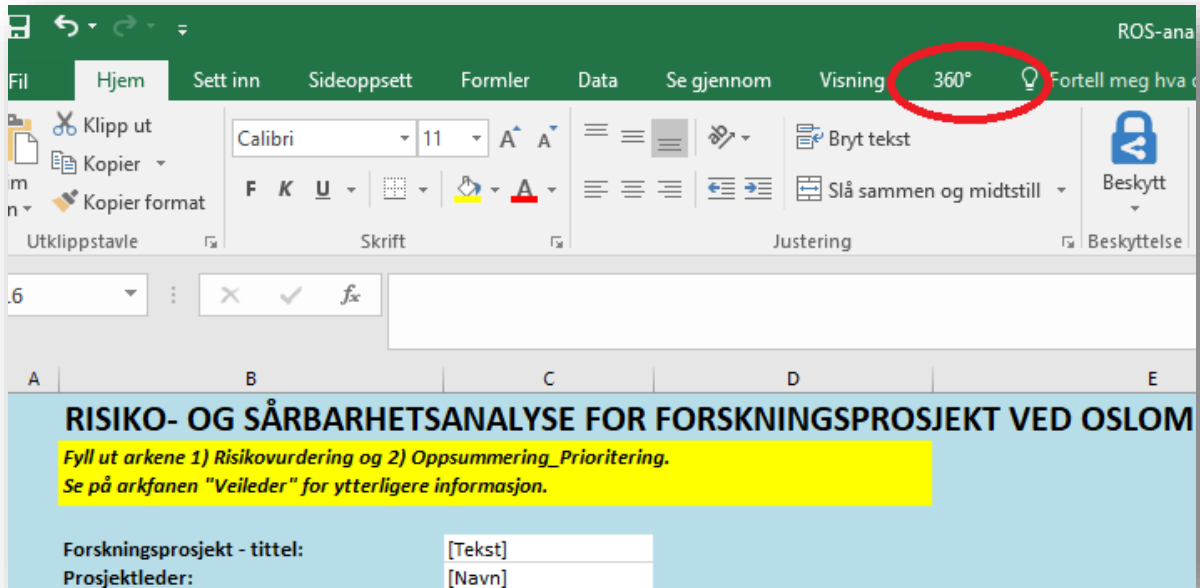 ROS-ana
Fil Hjem Sett inn Sideoppsett Formler Data Se gjennom Visning 360° Fortell meg hva
Klipp ut
Kopier
Kopier format
Utklippstavle
Calibri 11
F K U A
Skrift
Bryt tekst
Slå sammen og midtstill
Justering
Beskytt
Beskyttelse
fx
A B C D E
RISIKO- OG SÅRBARHETSANALYSE FOR FORSKNINGSPROSJEKT VED OSLOM
Fyll ut arkene 1) Risikovurdering og 2) Oppsummering_Prioritering.
Se på arkfanen "Veileder" for ytterligere informasjon.
Forskningsprosjekt - tittel: [Tekst]
Prosjektleder: [Navn]